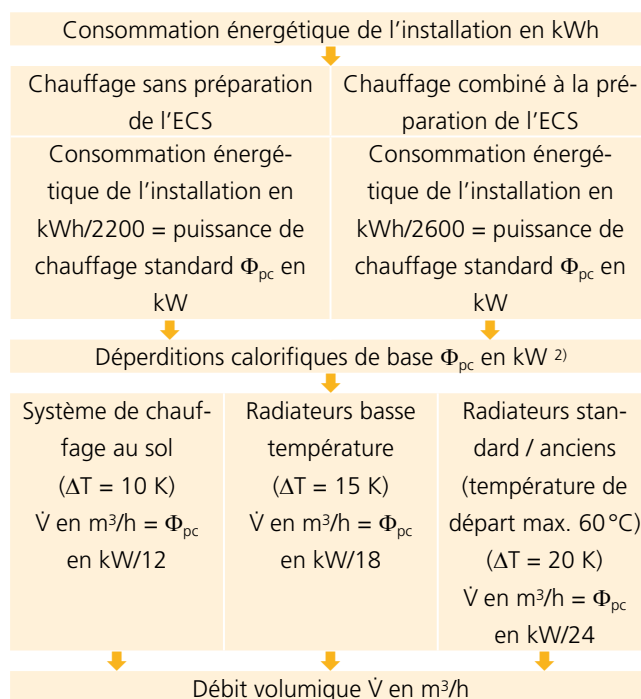 Consommation énergétique de l’installation en kWh
Chauffage sans préparation
de l’ECS
Chauffage combiné à la pré-
paration de l’ECS
Consommation énergé-
tique de l’installation en
kWh/2200 = puissance de
chauffage standard Φpc en
kW
Consommation énergé-
tique de l’installation en
kWh/2600 = puissance de
chauffage standard Φpc en
kW
Déperditions calorifiques de base Φpc en kW ²⁾
Système de chauf-
fage au sol
(ΔT = 10 K)
V̇ en m³/h = Φpc
en kW/12
Radiateurs basse
température
(ΔT = 15 K)
V̇ en m³/h = Φpc
en kW/18
Radiateurs stan-
dard / anciens
(température de
départ max. 60 °C)
(ΔT = 20 K)
V̇ en m³/h = Φpc
en kW/24
Débit volumique V̇ en m³/h